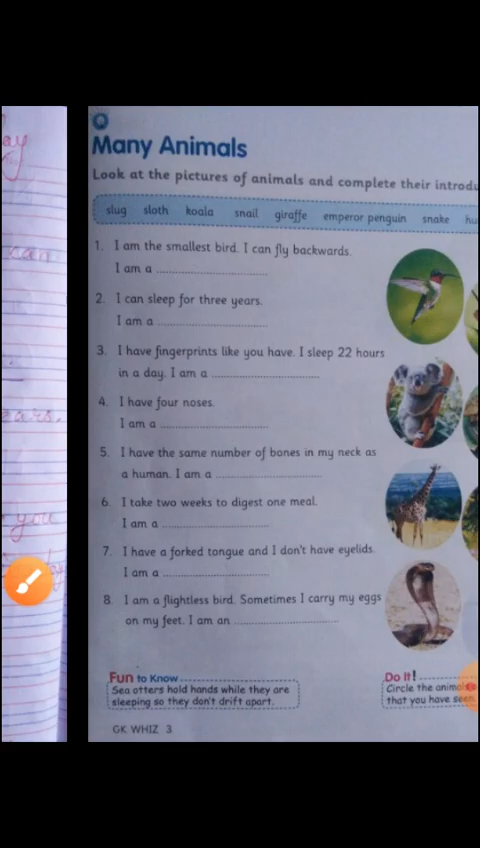 ay
can
ears.
you
Many Animals
Look at the pictures of animals and complete their introdu
slug sloth koala snail giraffe emperor penguin snake hu
1. I am the smallest bird. I can fly backwards.
I am a
2. I can sleep for three years.
I am a
3. I have fingerprints like you have. I sleep 22 hours
in a day. I am a
4. I have four noses.
I am a
5. I have the same number of bones in my neck as
a human. I am a
6. I take two weeks to digest one meal.
I am a
7. I have a forked tongue and I don't have eyelids.
I am a
8. I am a flightless bird. Sometimes I carry my eggs
on my feet. I am an
Fun to Know
Sea otters hold hands while they are
sleeping so they don't drift apart.
Do It!
Circle the animals
that you have seen.
GK WHIZ 3